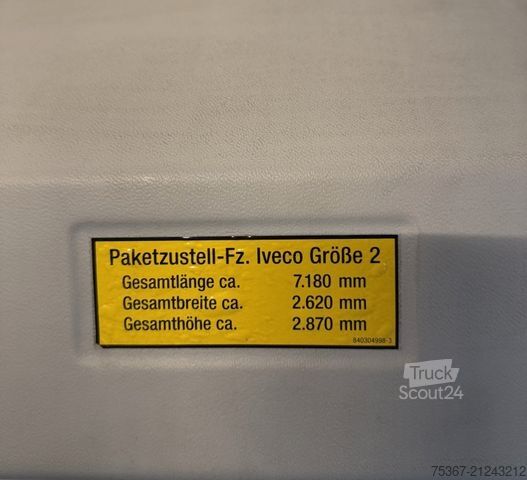 Paketzustell-Fz. Iveco Größe 2
Gesamtlänge ca. 7.180 mm
Gesamtbreite ca. 2.620 mm
Gesamthöhe ca. 2.870 mm
840304998-3
Truck
Scout24
75367-21243212